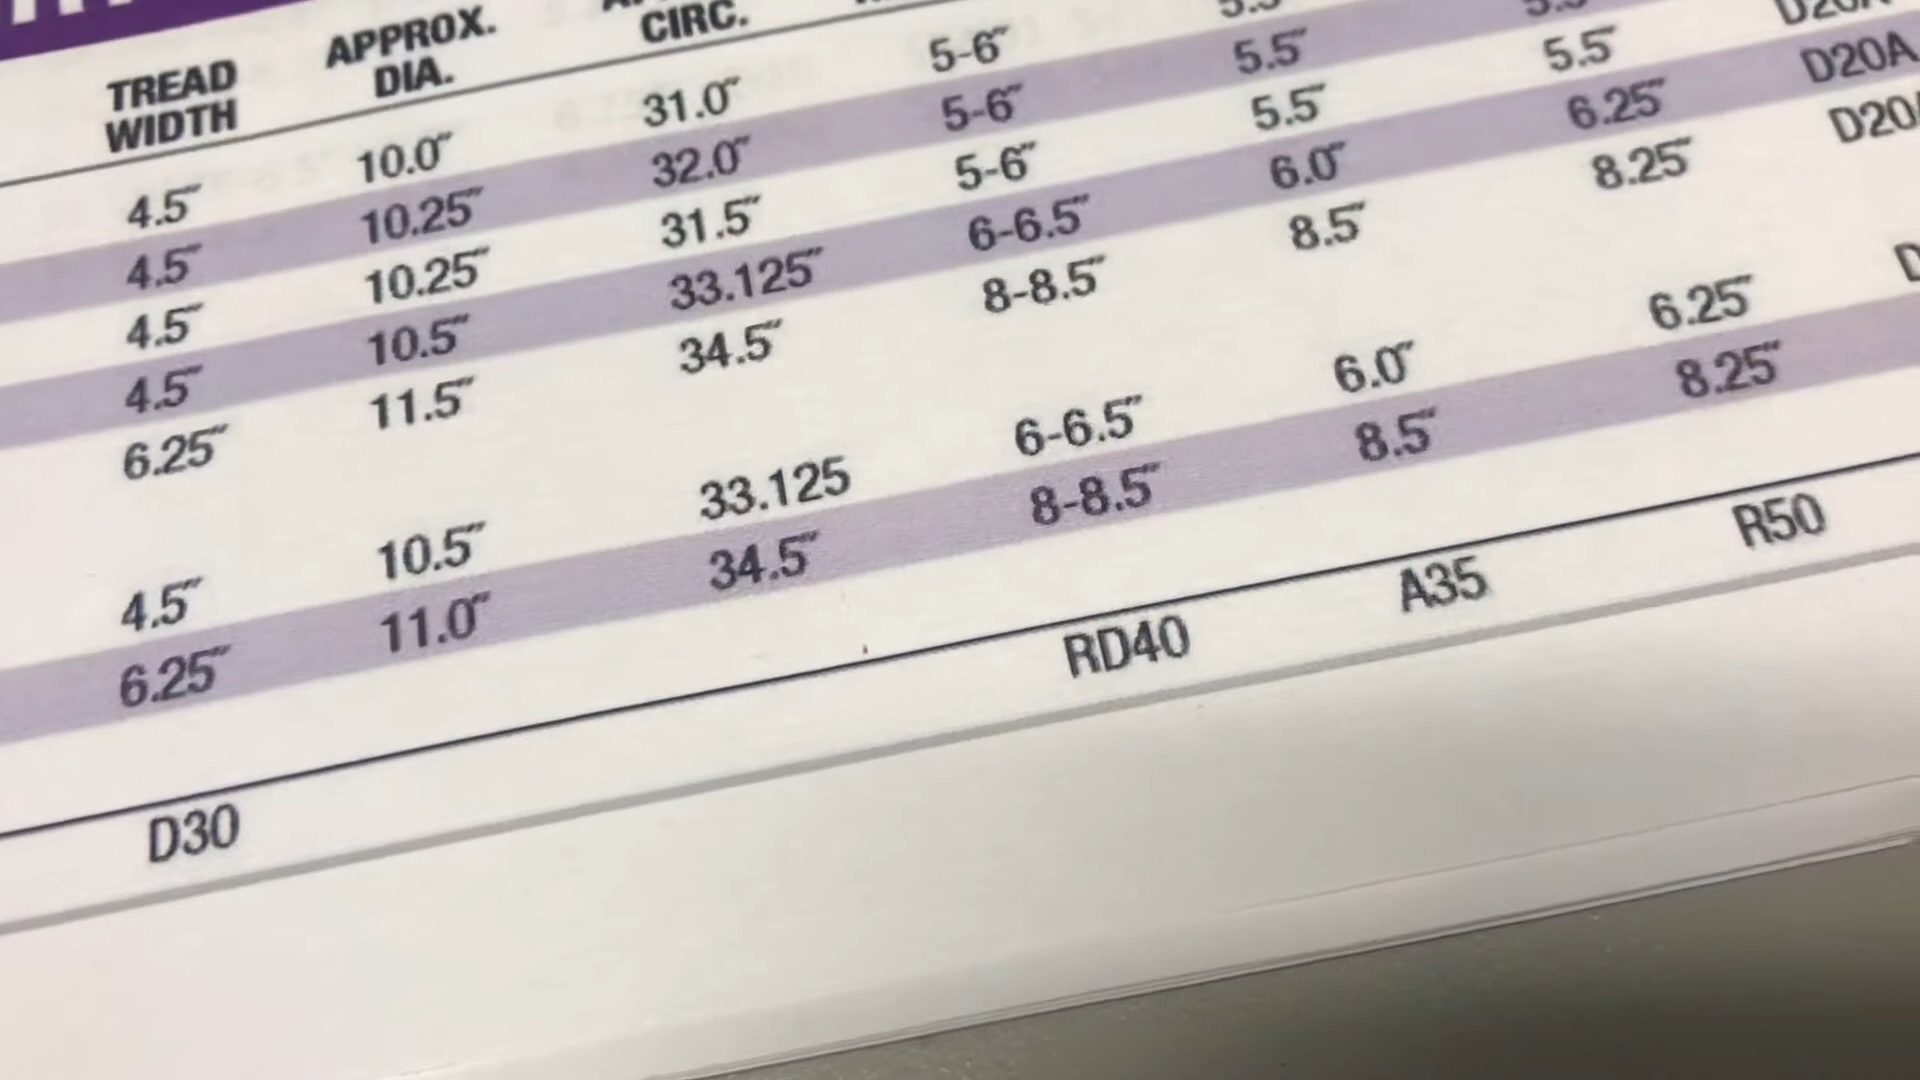 TREAD WIDTH APPROX. DIA. CIRC.
4.5" 10.0" 31.0" 5-6"
4.5" 10.25" 32.0" 5-6" 5.5"
4.5" 10.25" 31.5" 5-6" 5.5" 5.5"
4.5" 10.5" 33.125" 6-6.5" 6.0" 6.25" D20A
6.25" 11.5" 34.5" 8-8.5" 8.5" 8.25" D20
4.5" 10.5" 33.125 6-6.5" 6.0" 6.25"
6.25" 11.0" 34.5" 8-8.5" 8.5" 8.25"
D30 RD40 A35 R50